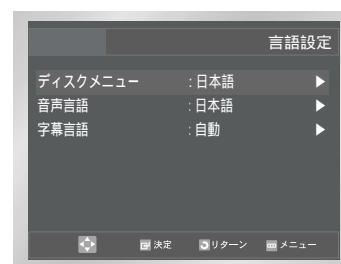 言語設定
ディスクメニュー : 日本語 ▶
音声言語 : 日本語 ▶
字幕言語 : 自動 ▶
決定 リターン メニュー